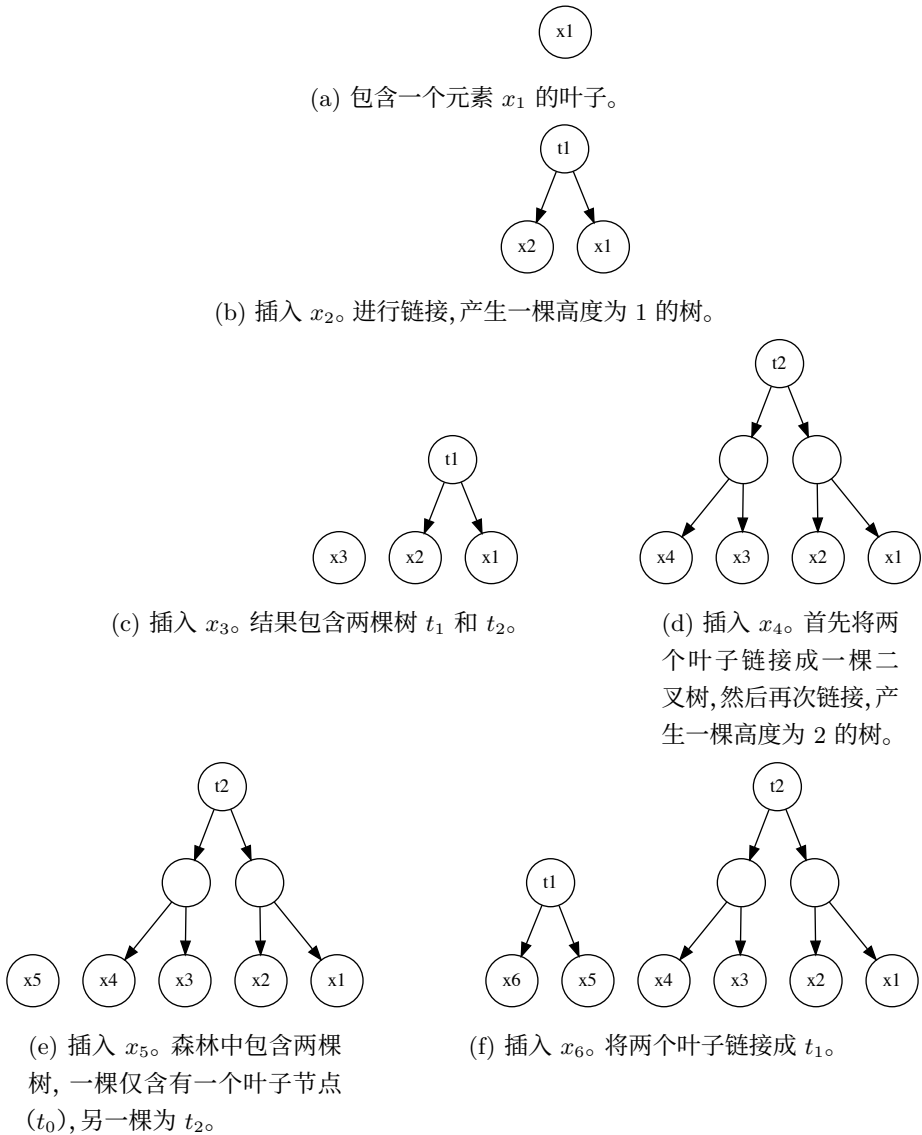 x1
(a) 包含一个元素 x₁ 的叶子。
t1
x2 x1
(b) 插入 x₂。进行链接,产生一棵高度为 1 的树。
t2
t1
x3 x2 x1 x4 x3 x2 x1
(c) 插入 x₃。结果包含两棵树 t₁ 和 t₂。
(d) 插入 x₄。首先将两
个叶子链接成一棵二
叉树,然后再次链接,产
生一棵高度为 2 的树。
t2 t2
t1
x5 x4 x3 x2 x1 x6 x5 x4 x3 x2 x1
(e) 插入 x₅。森林中包含两棵
树, 一棵仅含有一个叶子节点
(t₀),另一棵为 t₂。
(f) 插入 x₆。将两个叶子链接成 t₁。